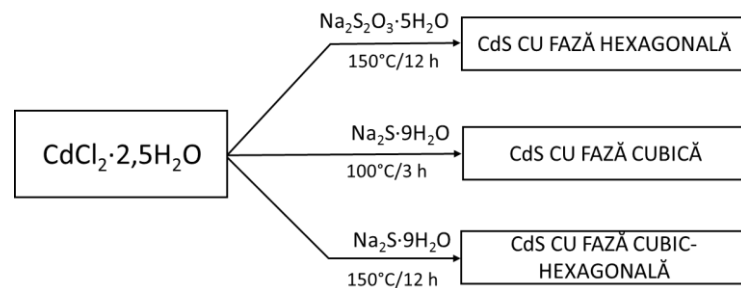 Na₂S₂O₃·5H₂O
150°C/12 h
CdS CU FAZĂ HEXAGONALĂ
CdCl₂·2,5H₂O
Na₂S·9H₂O
100°C/3 h
CdS CU FAZĂ CUBICĂ
Na₂S·9H₂O
150°C/12 h
CdS CU FAZĂ CUBIC-
HEXAGONALĂ